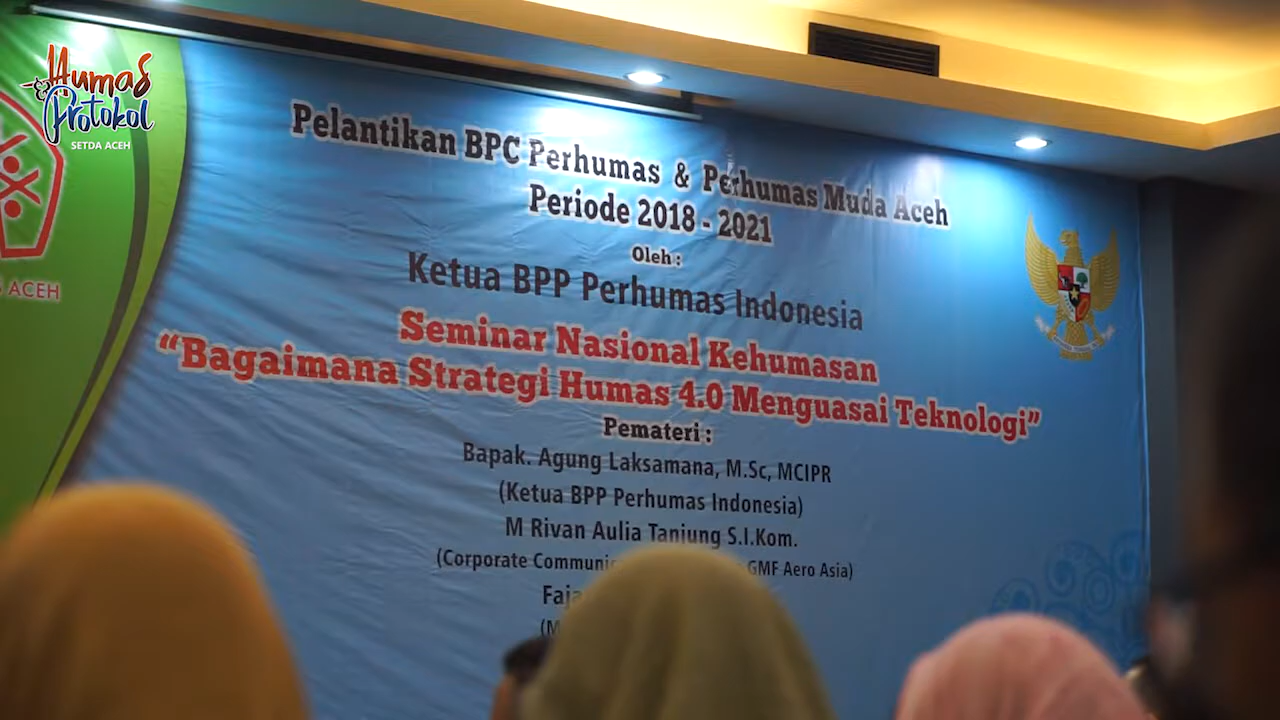 Humas
Protokol
SETDA ACEH
ACEH
Pelantikan BPC Perhumas & Perhumas Muda Aceh
Periode 2018 - 2021
Oleh :
Ketua BPP Perhumas Indonesia
Seminar Nasional Kehumasan
“Bagaimana Strategi Humas 4.0 Menguasai Teknologi”
Pemateri :
Bapak. Agung Laksamana, M.Sc, MCIPR
(Ketua BPP Perhumas Indonesia)
M Rivan Aulia Tanjung S.I.Kom.
(Corporate GMF Aero Asia)